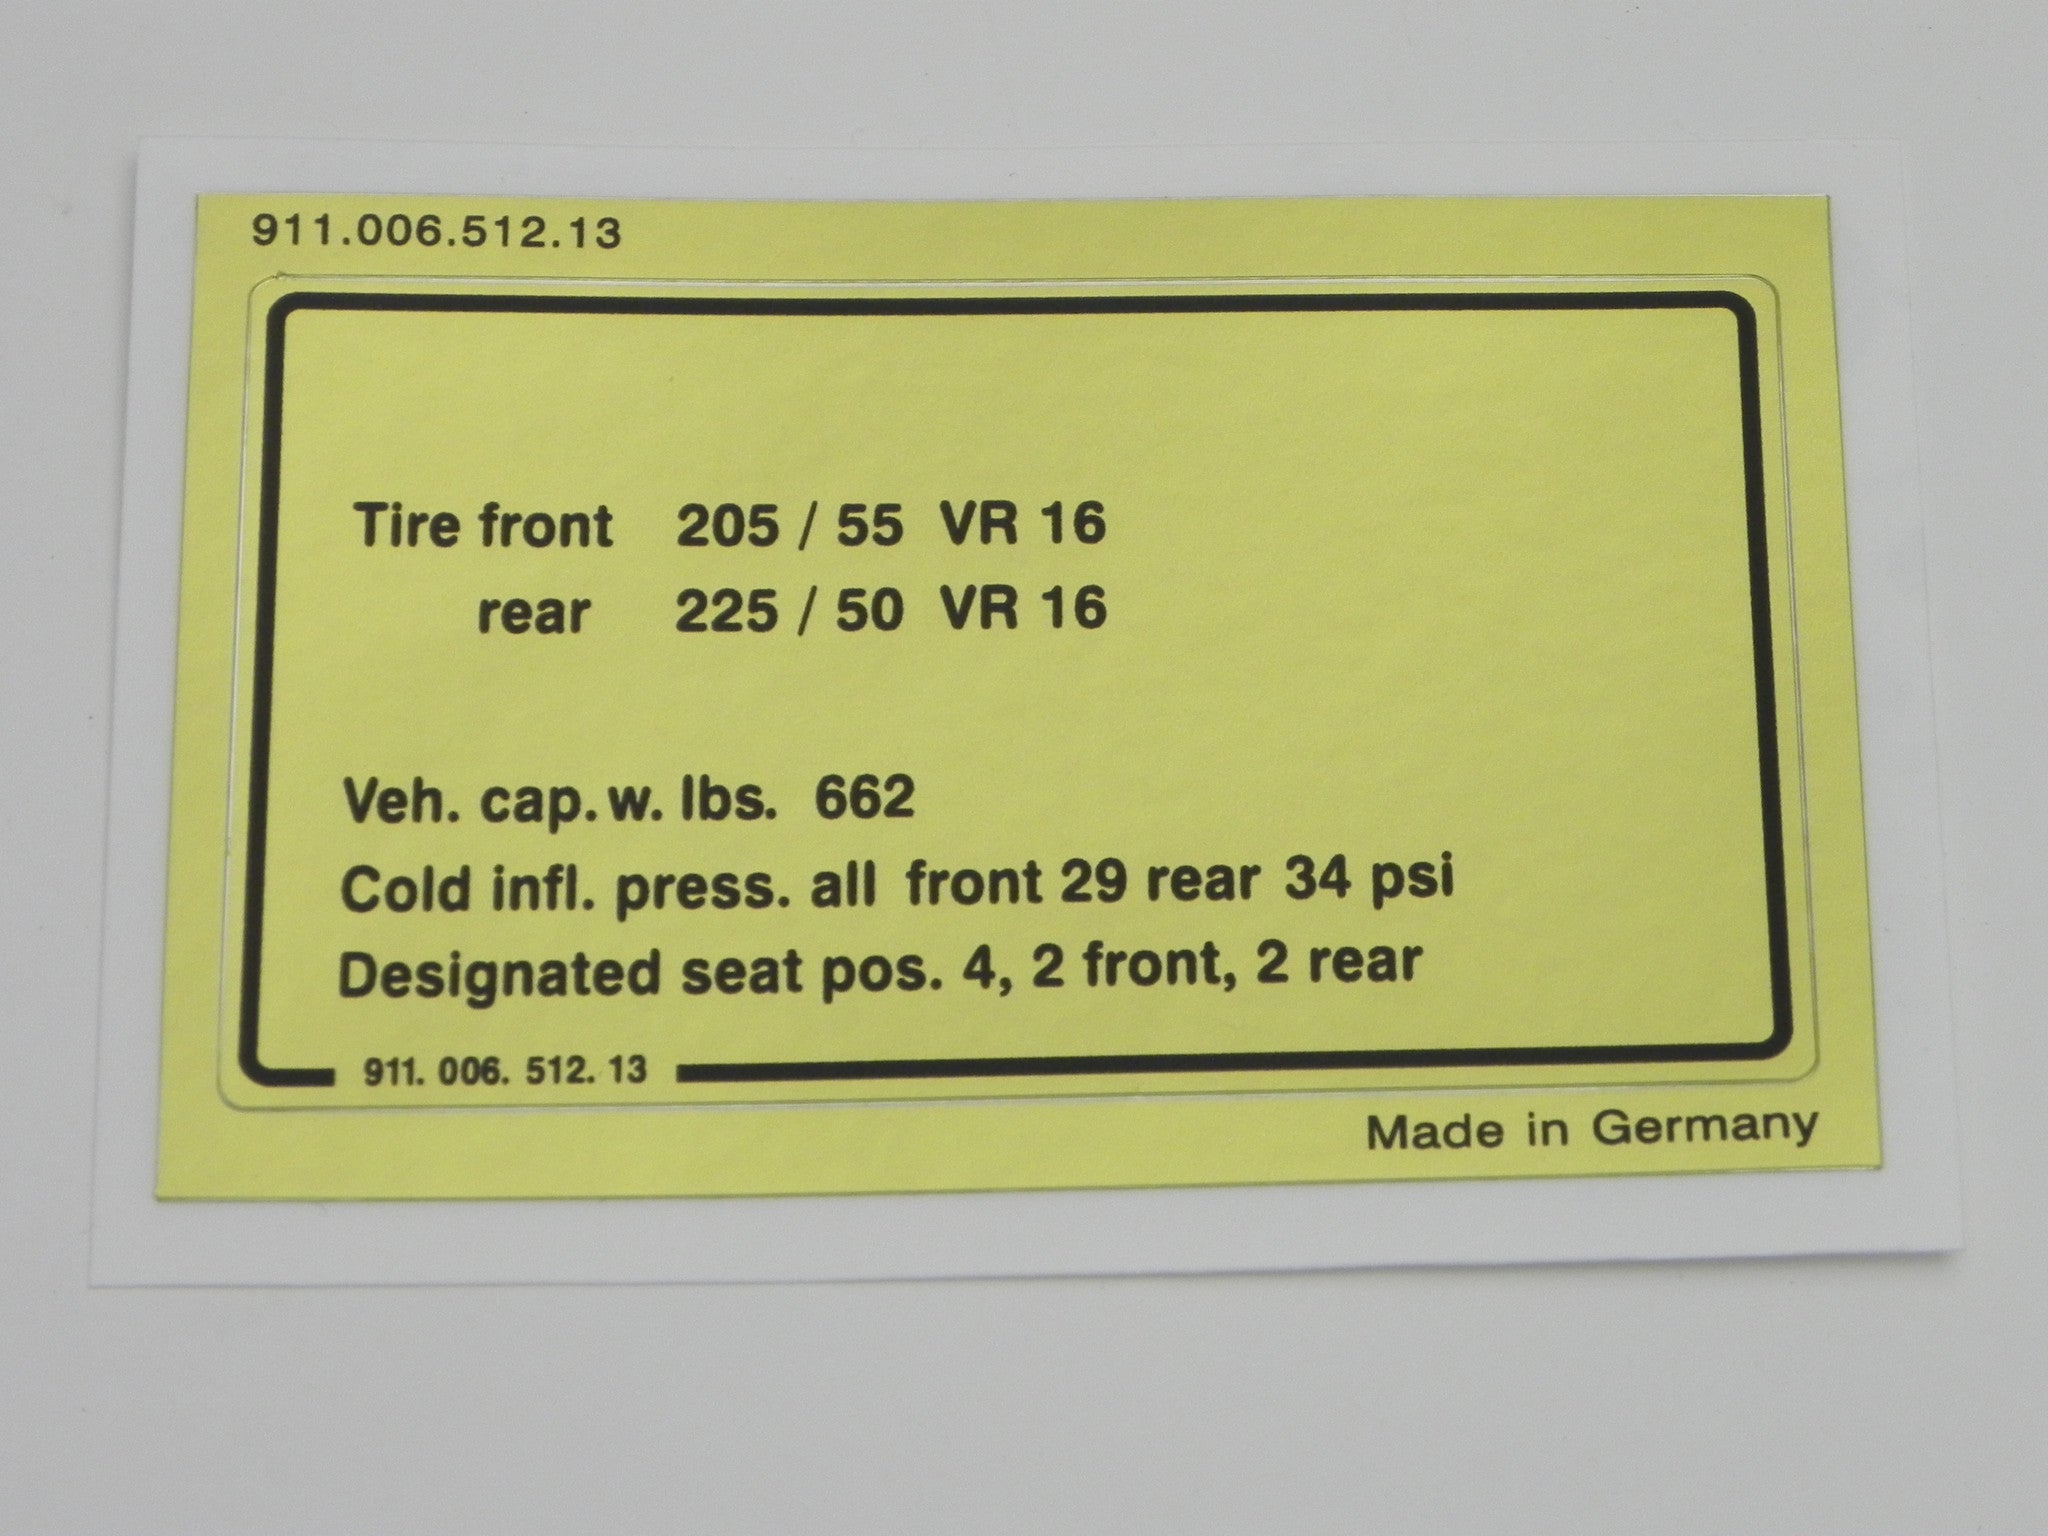 911.006.512.13
Tire front 205 / 55 VR 16
rear 225 / 50 VR 16
Veh. cap. w. lbs. 662
Cold infl. press. all front 29 rear 34 psi
Designated seat pos. 4, 2 front, 2 rear
911. 006. 512. 13
Made in Germany